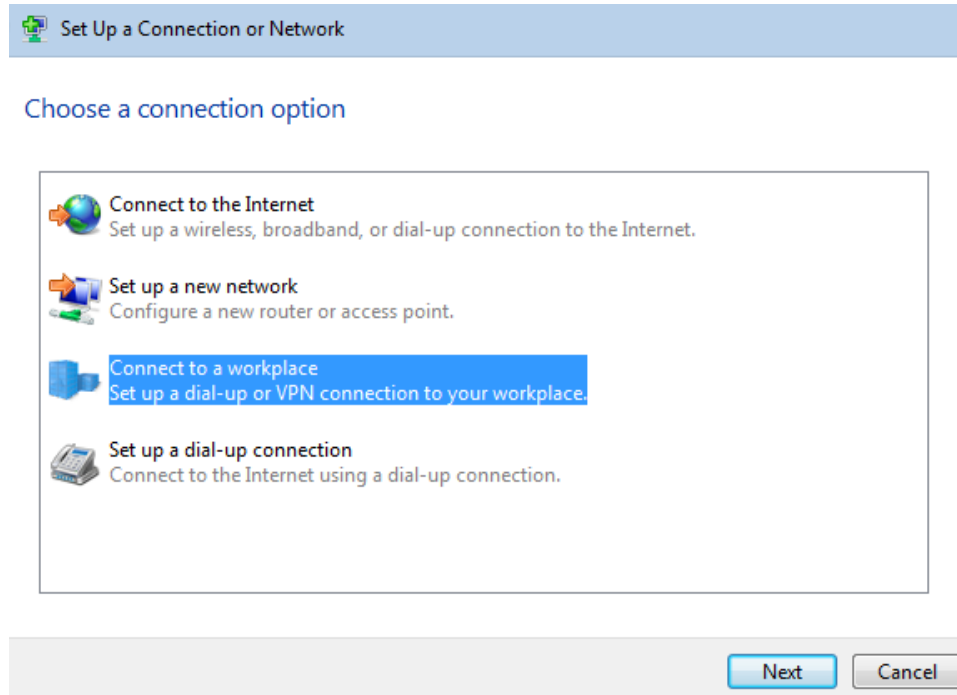 Set Up a Connection or Network
Choose a connection option
Connect to the Internet
Set up a wireless, broadband, or dial-up connection to the Internet.
Set up a new network
Configure a new router or access point.
Connect to a workplace
Set up a dial-up or VPN connection to your workplace.
Set up a dial-up connection
Connect to the Internet using a dial-up connection.
Next
Cancel